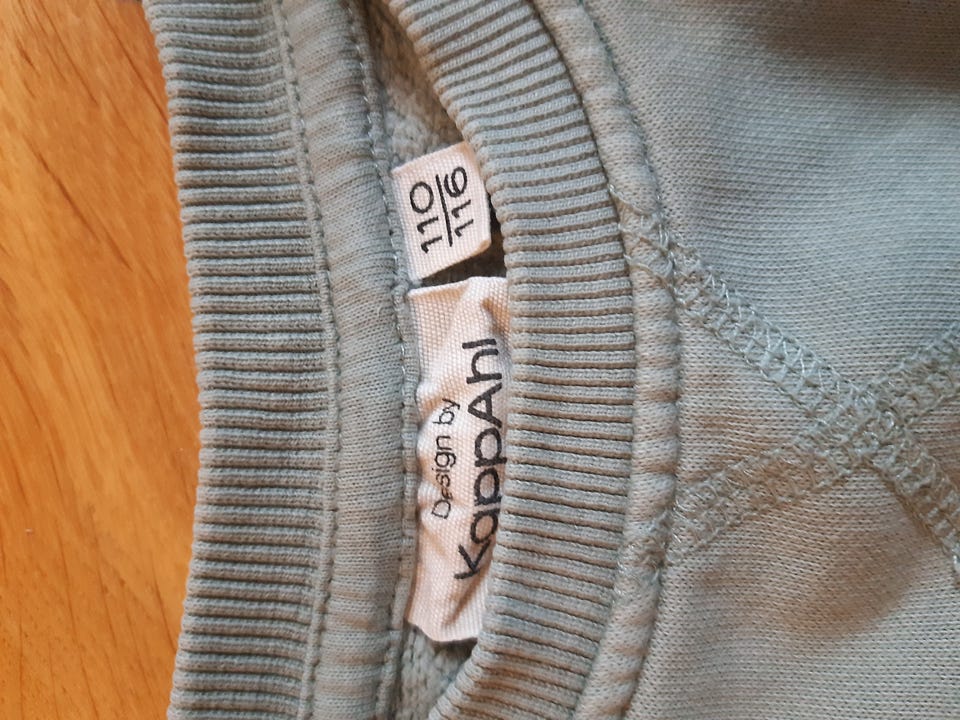 110
116
Design by
KappAhl